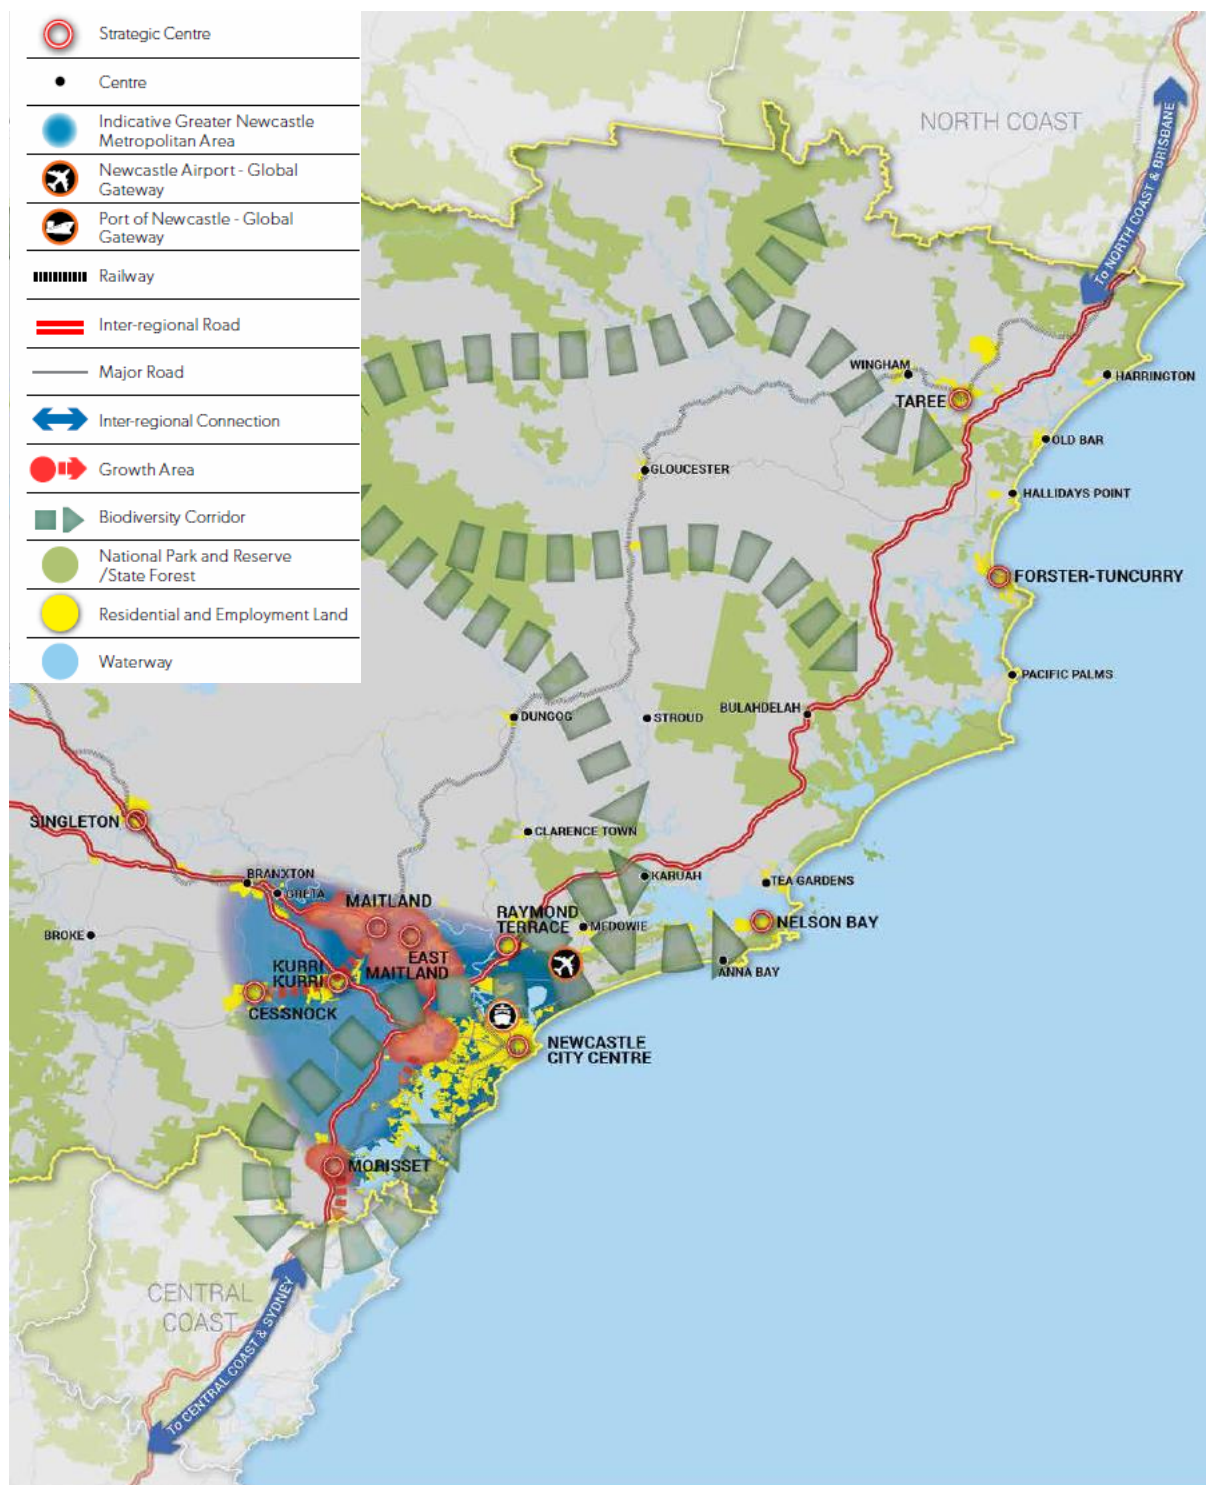 Strategic Centre
Centre
Indicative Greater Newcastle
Metropolitan Area
Newcastle Airport - Global
Gateway
Port of Newcastle - Global
Gateway
Railway
Inter-regional Road
Major Road
Inter-regional Connection
Growth Area
Biodiversity Corridor
National Park and Reserve
/State Forest
Residential and Employment Land
Waterway
NORTH COAST
To NORTH COAST & BRISBANE
WINGHAM
HARRINGTON
TAREE
OLD BAR
GLOUCESTER
HALLIDAYS POINT
FORSTER-TUNCURRY
PACIFIC PALMS
BULAHDELAH
DUNGOG
STROUD
SINGLETON
CLARENCE TOWN
BRANXTON
GRETA
KARUAH
TEA GARDENS
MAITLAND
RAYMOND
TERRACE
NELSON BAY
MEDOWIE
BROKE
EAST
MAITLAND
KURRI
KURRI
ANNA BAY
CESSNOCK
NEWCASTLE
CITY CENTRE
MORISSET
CENTRAL
COAST
To CENTRAL COAST & SYDNEY